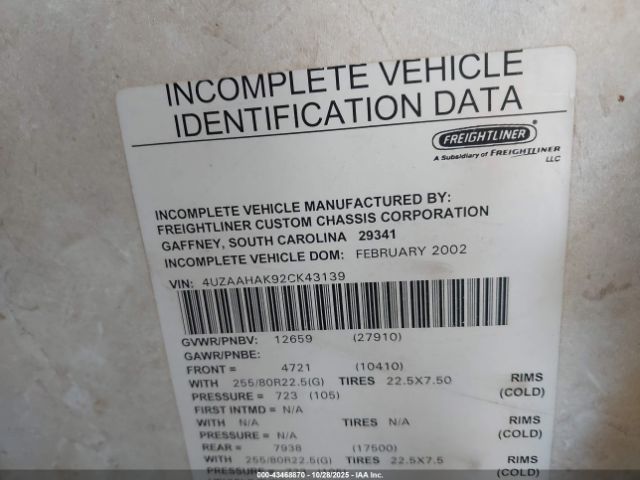 INCOMPLETE VEHICLE
IDENTIFICATION DATA
FREIGHTLINER
A Subsidiary of FREIGHTLINER
LLC
INCOMPLETE VEHICLE MANUFACTURED BY:
FREIGHTLINER CUSTOM CHASSIS CORPORATION
GAFFNEY, SOUTH CAROLINA 29341
INCOMPLETE VEHICLE DOM: FEBRUARY 2002
VIN: 4UZAAHAK92CK43139
GVWR/PNBV: 12659 (27910)
GAWR/PNBE:
FRONT = 4721 (10410)
WITH 255/80R22.5(G) TIRES 22.5X7.50 RIMS
PRESSURE = 723 (105) (COLD)
FIRST INTMD = N/A
WITH N/A TIRES N/A RIMS
PRESSURE = N/A (COLD)
REAR = 7938 (17500)
WITH 255/80R22.5(G) TIRES 22.5X7.5 RIMS
(COLD)
000-43468870 10/28/2025 IAAI.COM